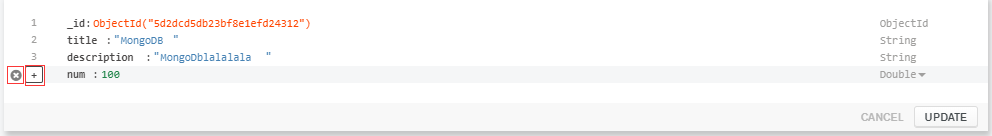 1 _id:ObjectId("5d2dcd5db23bf8e1efd24312") ObjectId
2 title :"MongoDB " String
3 description :"MongoDblalalala " String
+ num :100 Double
CANCEL UPDATE